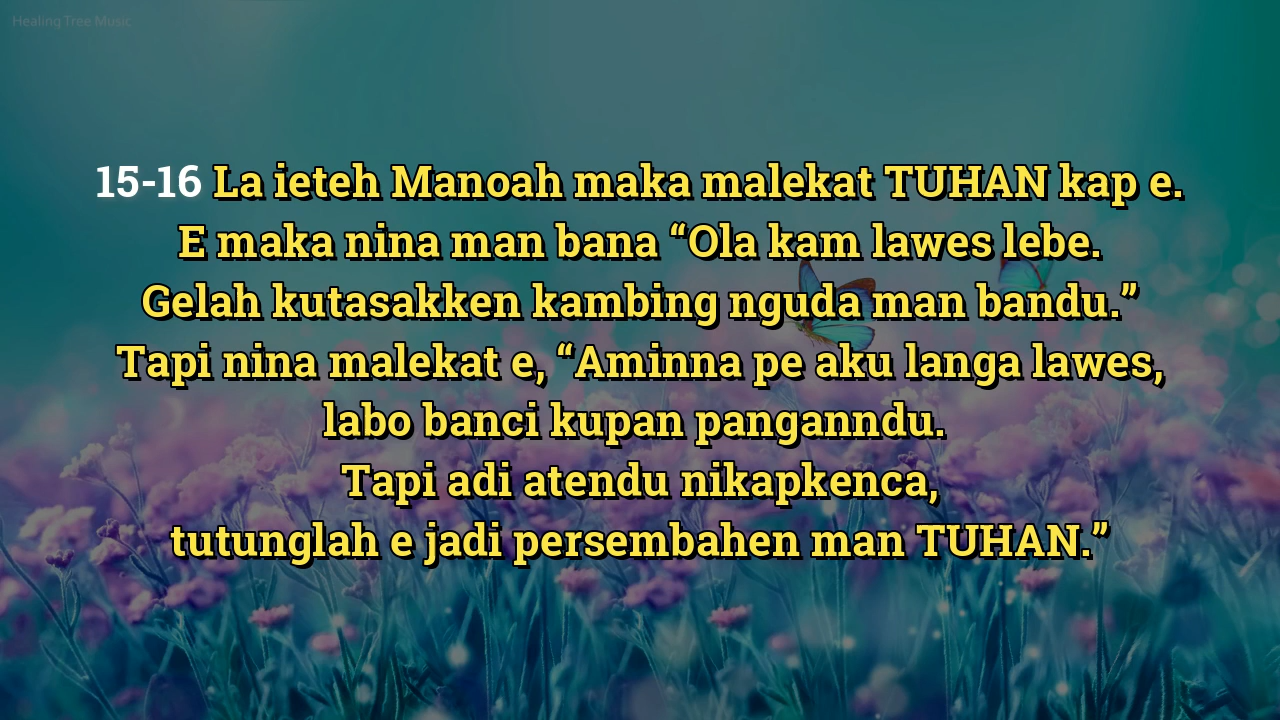 Healing Tree Music
15-16 La ieteh Manoah maka malekat TUHAN kap e.
E maka nina man bana “Ola kam lawes lebe.
Gelah kutasakken kambing nguda man bandu.”
Tapi nina malekat e, “Aminna pe aku langa lawes,
labo banci kupan panganndu.
Tapi adi atendu nikapkenca,
tutunglah e jadi persembahen man TUHAN.”